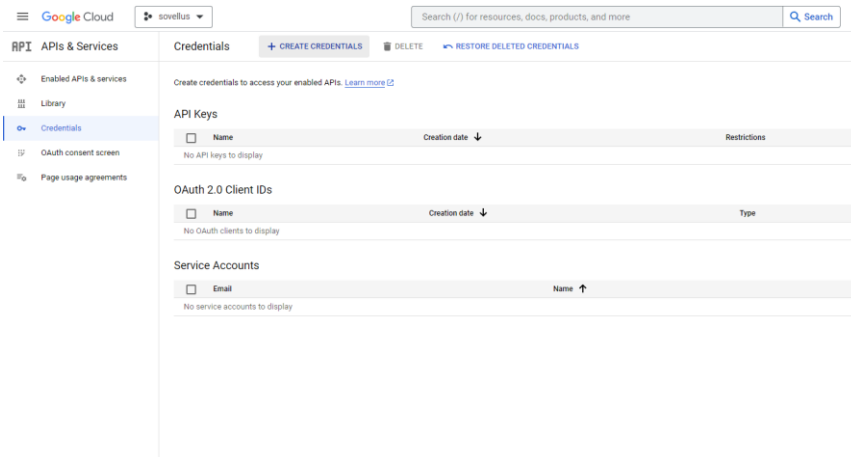 Google Cloud
sovellus
Search (/) for resources, docs, products, and more
Search
API APIs & Services
Credentials
+ CREATE CREDENTIALS
DELETE
RESTORE DELETED CREDENTIALS
Enabled APIs & services
Library
Credentials
OAuth consent screen
Page usage agreements
Create credentials to access your enabled APIs. Learn more
API Keys
Name Creation date Restrictions
No API keys to display
OAuth 2.0 Client IDs
Name Creation date Type
No OAuth clients to display
Service Accounts
Email Name
No service accounts to display